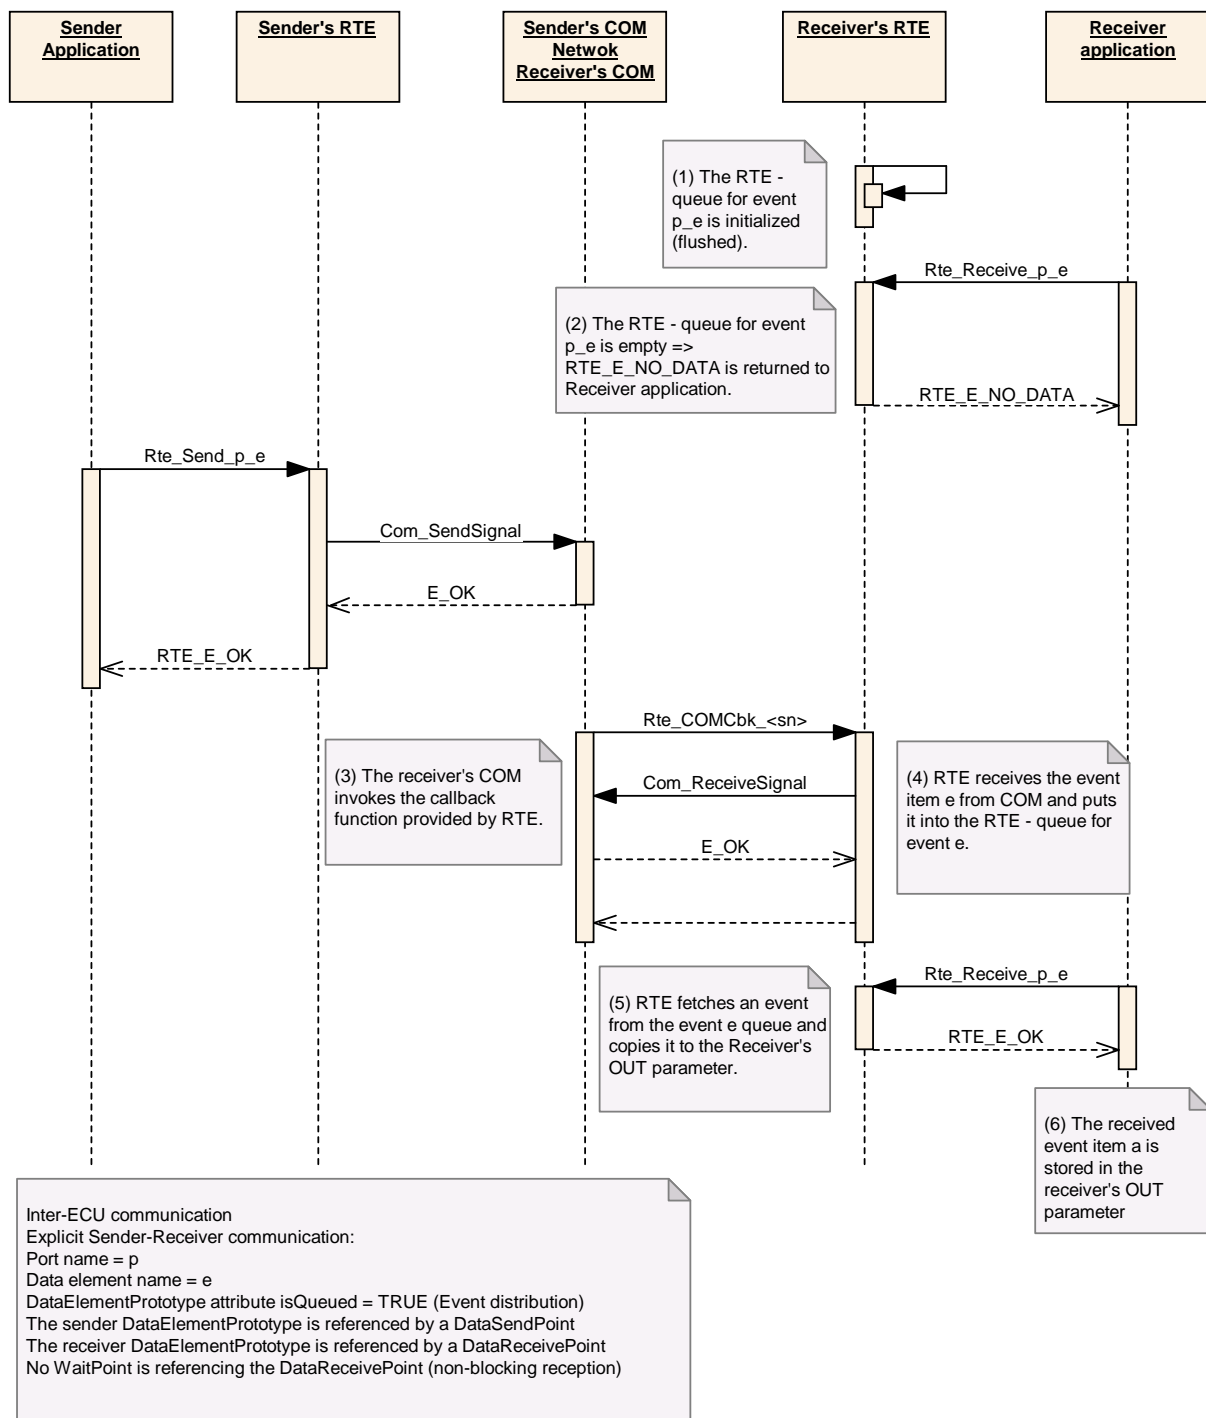 Sender
Application
Sender's RTE
Sender's COM
Netwok
Receiver's COM
Receiver's RTE
Receiver
application
(1) The RTE -
queue for event
p_e is initialized
(flushed).
Rte_Receive_p_e
(2) The RTE - queue for event
p_e is empty =>
RTE_E_NO_DATA is returned to
Receiver application.
RTE_E_NO_DATA
Rte_Send_p_e
Com_SendSignal
E_OK
RTE_E_OK
Rte_COMCbk_<sn>
(3) The receiver's COM
invokes the callback
function provided by RTE.
Com_ReceiveSignal
(4) RTE receives the event
item e from COM and puts
it into the RTE - queue for
event e.
E_OK
Rte_Receive_p_e
(5) RTE fetches an event
from the event e queue and
copies it to the Receiver's
OUT parameter.
RTE_E_OK
(6) The received
event item a is
stored in the
receiver's OUT
parameter
Inter-ECU communication
Explicit Sender-Receiver communication:
Port name = p
Data element name = e
DataElementPrototype attribute isQueued = TRUE (Event distribution)
The sender DataElementPrototype is referenced by a DataSendPoint
The receiver DataElementPrototype is referenced by a DataReceivePoint
No WaitPoint is referencing the DataReceivePoint (non-blocking reception)